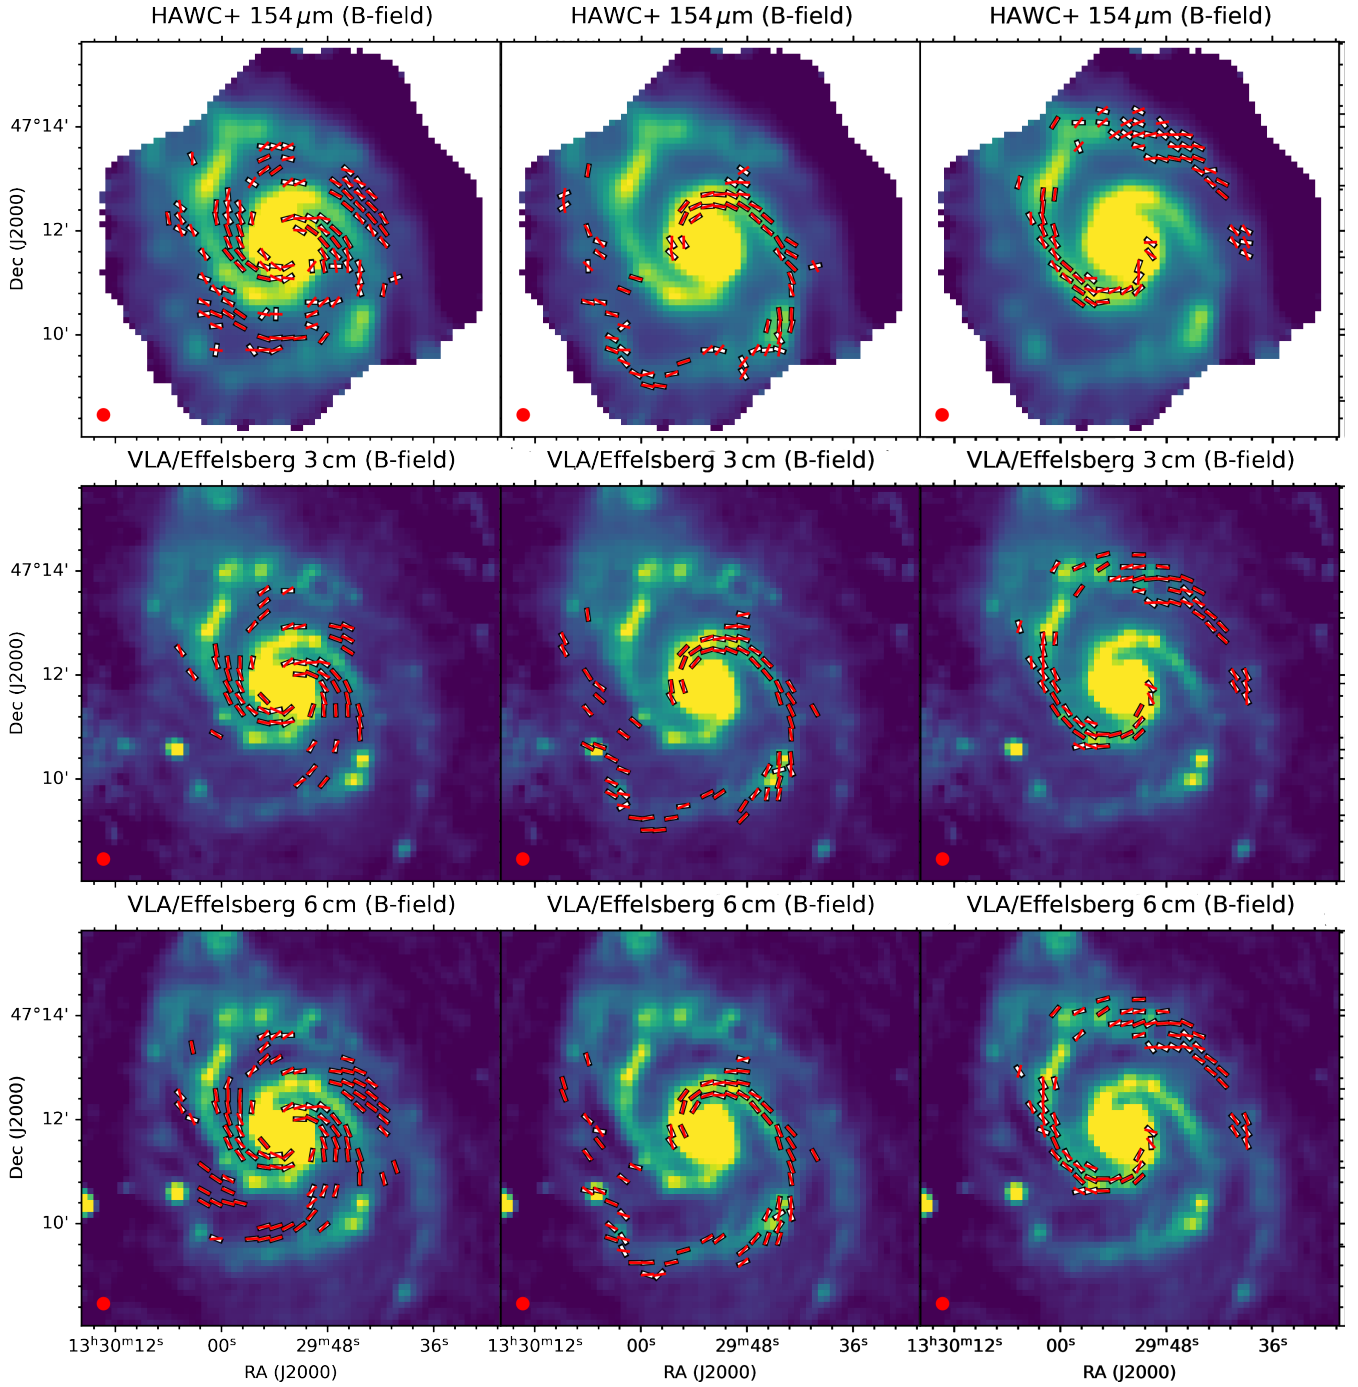 HAWC+ 154 μm (B-field) HAWC+ 154 μm (B-field) HAWC+ 154 μm (B-field)
47°14'
12'
10'
Dec (J2000)
VLA/Effelsberg 3 cm (B-field) VLA/Effelsberg 3 cm (B-field) VLA/Effelsberg 3 cm (B-field)
47°14'
12'
10'
Dec (J2000)
VLA/Effelsberg 6 cm (B-field) VLA/Effelsberg 6 cm (B-field) VLA/Effelsberg 6 cm (B-field)
47°14'
12'
10'
Dec (J2000)
13ʰ30ᵐ12ˢ 00ˢ 29ᵐ48ˢ 36ˢ 13ʰ30ᵐ12ˢ 00ˢ 29ᵐ48ˢ 36ˢ 13ʰ30ᵐ12ˢ 00ˢ 29ᵐ48ˢ 36ˢ
RA (J2000) RA (J2000) RA (J2000)